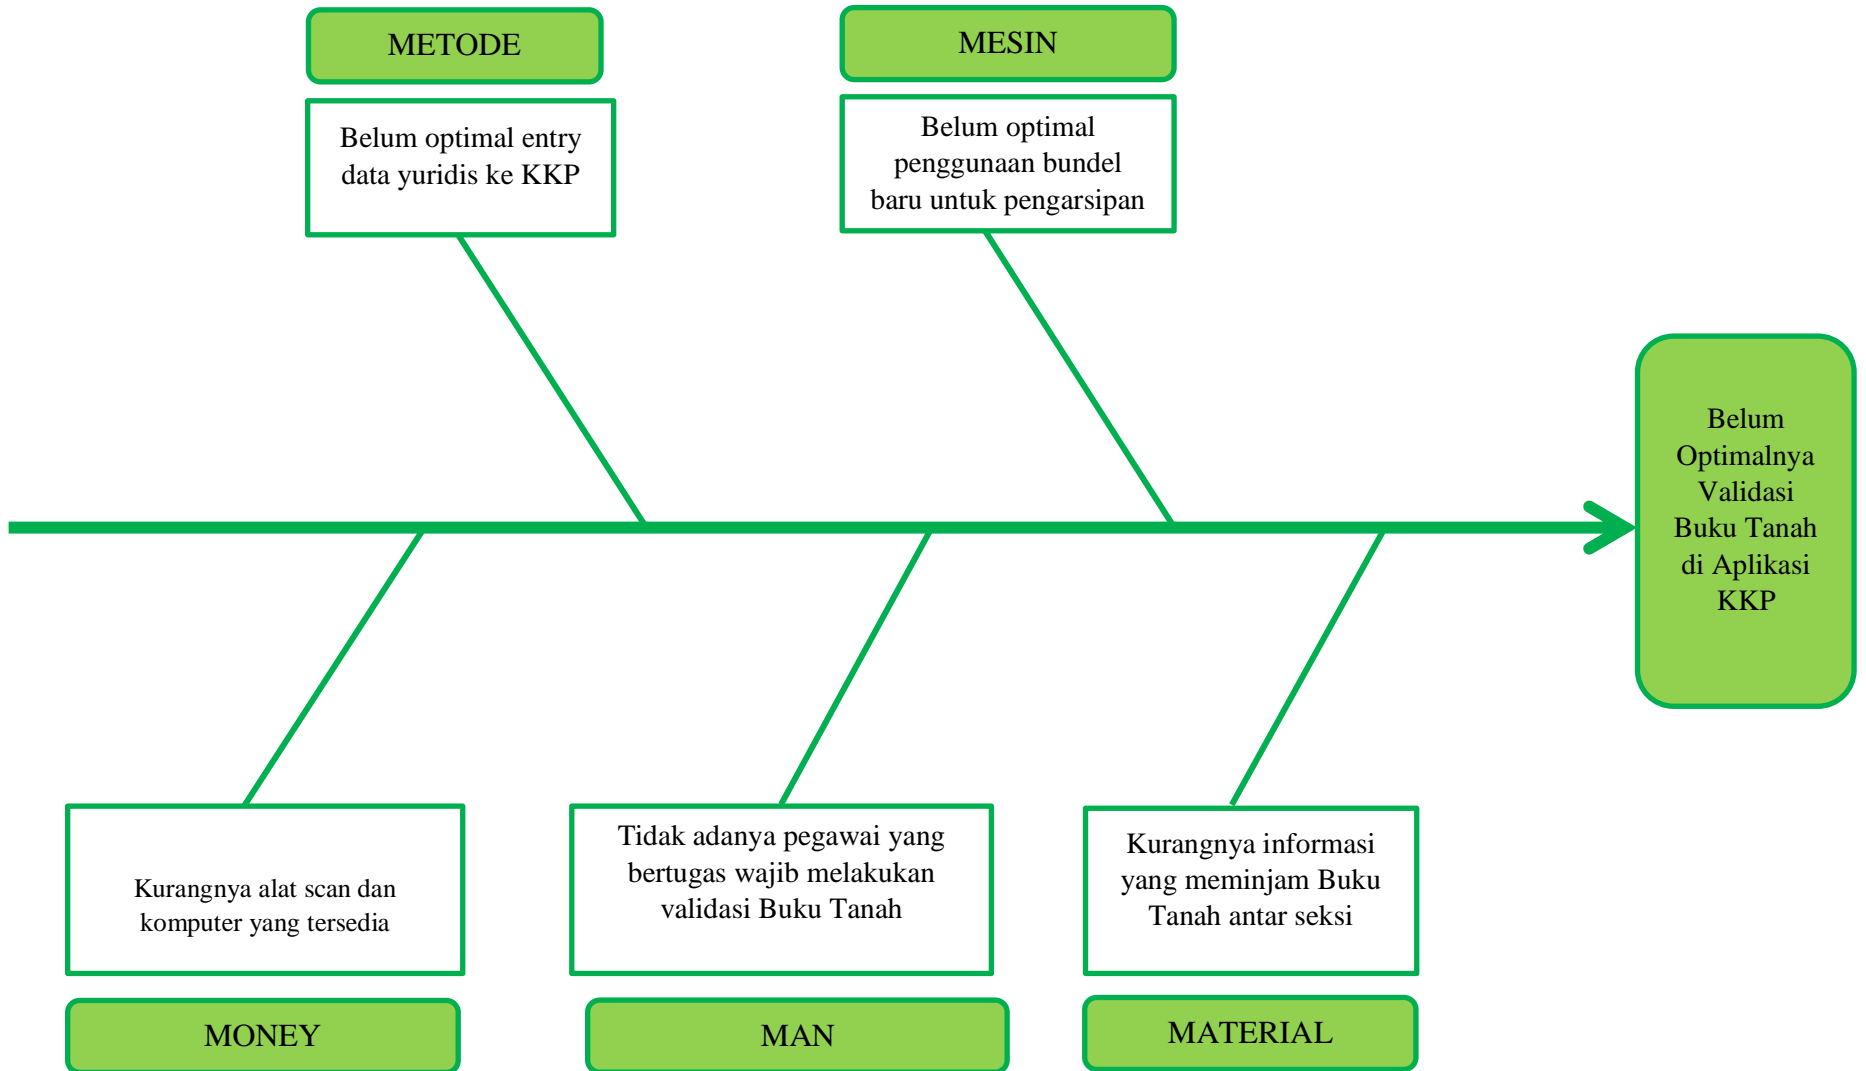 METODE
MESIN
Belum optimal entry
data yuridis ke KKP
Belum optimal
penggunaan bundel
baru untuk pengarsipan
Belum
Optimalnya
Validasi
Buku Tanah
di Aplikasi
KKP
Kurangnya alat scan dan
komputer yang tersedia
Tidak adanya pegawai yang
bertugas wajib melakukan
validasi Buku Tanah
Kurangnya informasi
yang meminjam Buku
Tanah antar seksi
MONEY
MAN
MATERIAL